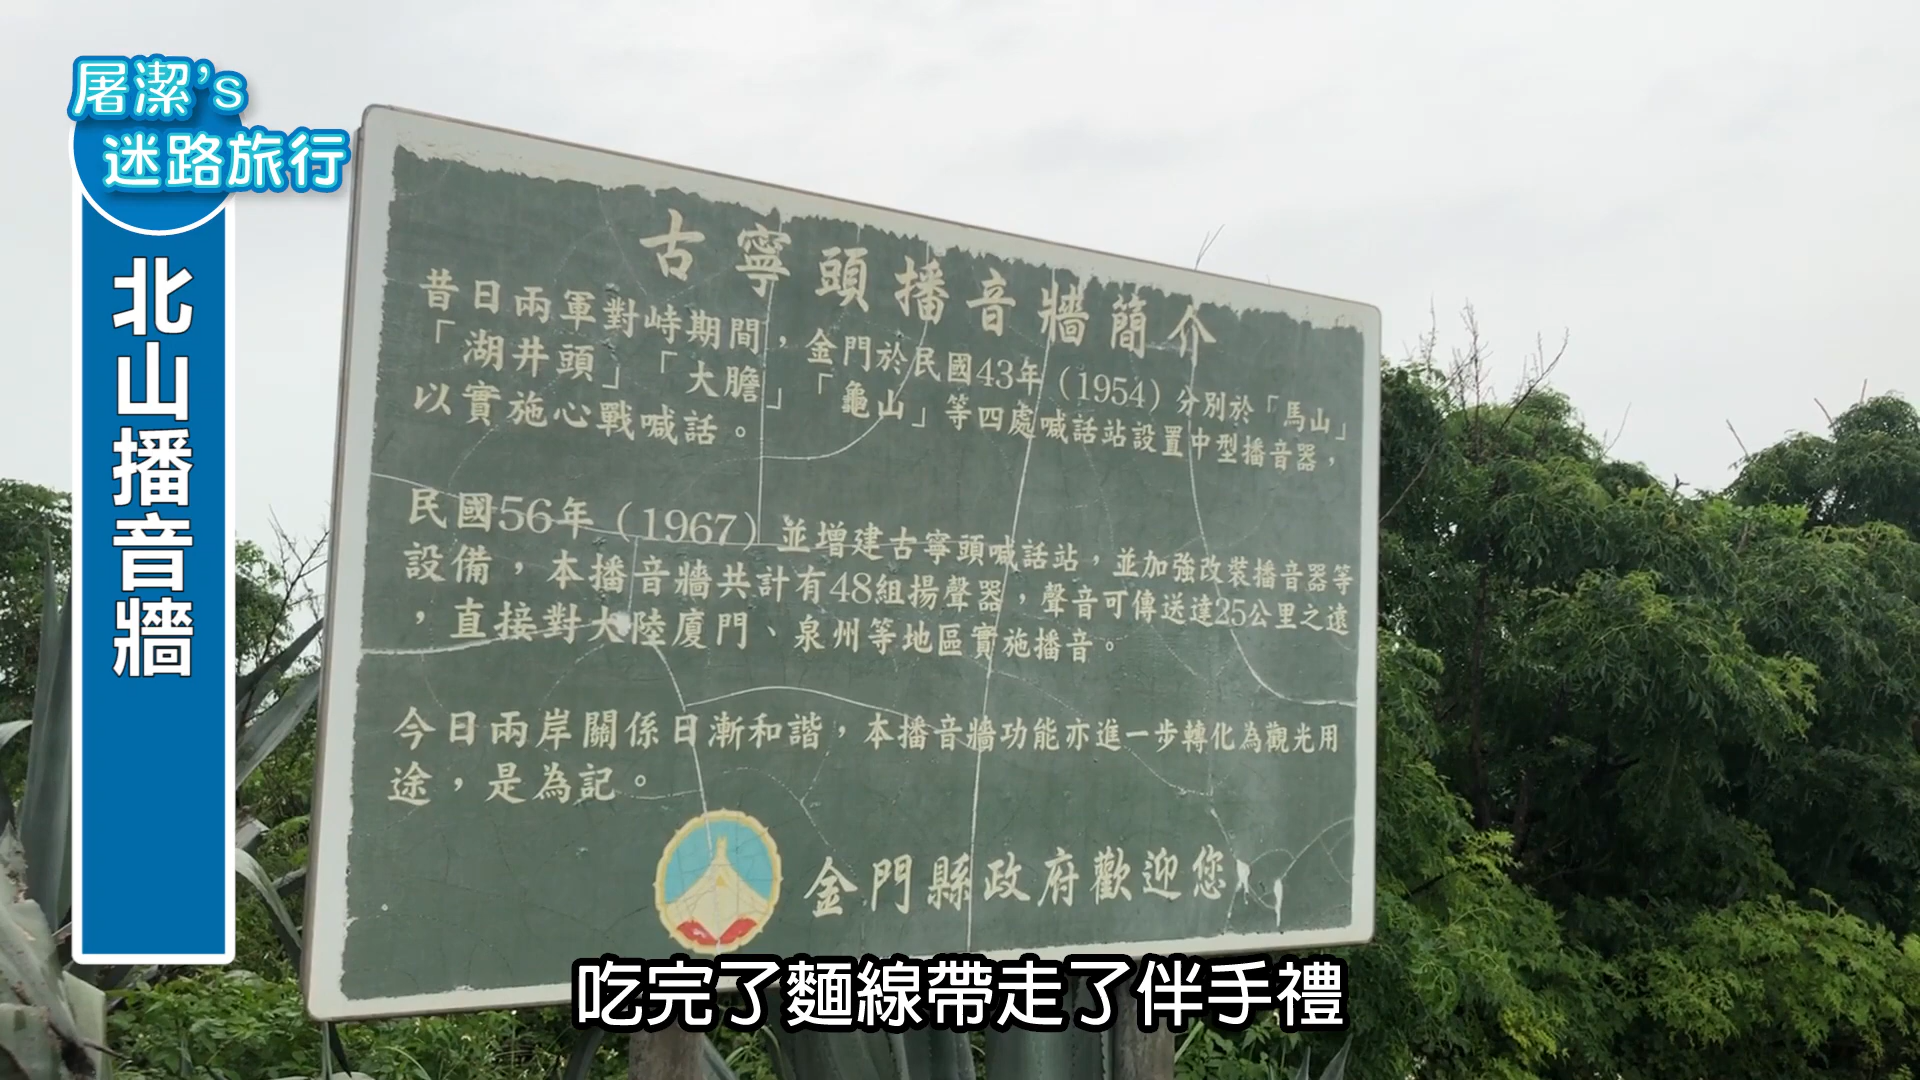 屠潔's
迷路旅行
北山播音牆
古寧頭播音牆簡介
昔日兩軍對峙期間，金門於民國43年（1954）分別於「馬山」
「湖井頭」「大膽」「龜山」等四處喊話站設置中型播音器，
以實施心戰喊話。
民國56年（1967）並增建古寧頭喊話站，並加強改裝播音器等
設備，本播音牆共計有48組揚聲器，聲音可傳送達25公里之遠
，直接對大陸廈門、泉州等地區實施播音。
今日兩岸關係日漸和諧，本播音牆功能亦進一步轉化為觀光用
途，是為記。
金門縣政府歡迎您
吃完了麵線帶走了伴手禮